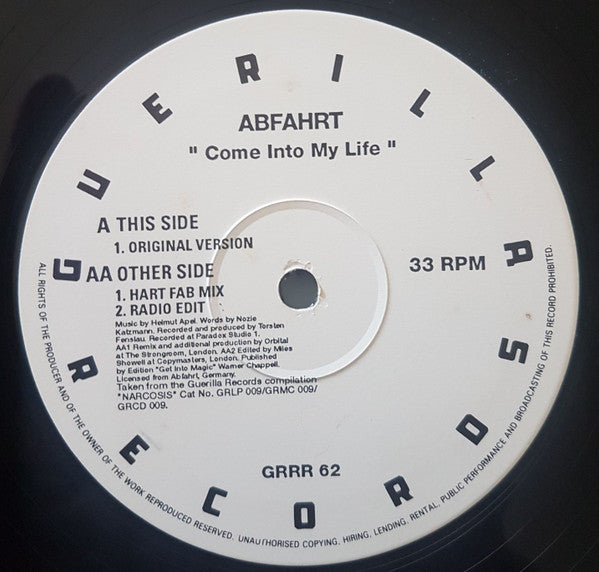 GUERILLA RECORDS
ABFAHRT
" Come Into My Life "
A THIS SIDE
1. ORIGINAL VERSION
AA OTHER SIDE
1. HART FAB MIX
2. RADIO EDIT
33 RPM
Music by Helmut Apel. Words by Nozie
Katzmann. Recorded and produced by Torsten
Fenslau. Recorded at Paradox Studio 1.
AA1 Remix and additional production by Orbital
at The Strongroom, London. AA2 Edited by Miles
Showell at Copymasters, London. Published
by Edition "Get Into Magic" Warner Chappell.
Licensed from Abfahrt, Germany.
Taken from the Guerilla Records compilation
"NARCOSIS" Cat No. GRLP 009/GRMC 009/
GRCD 009.
GRRR 62
ALL RIGHTS OF THE PRODUCER AND OF THE OWNER OF THE WORK REPRODUCED RESERVED. UNAUTHORISED COPYING, HIRING, LENDING, RENTAL, PUBLIC PERFORMANCE AND BROADCASTING OF THIS RECORD PROHIBITED.